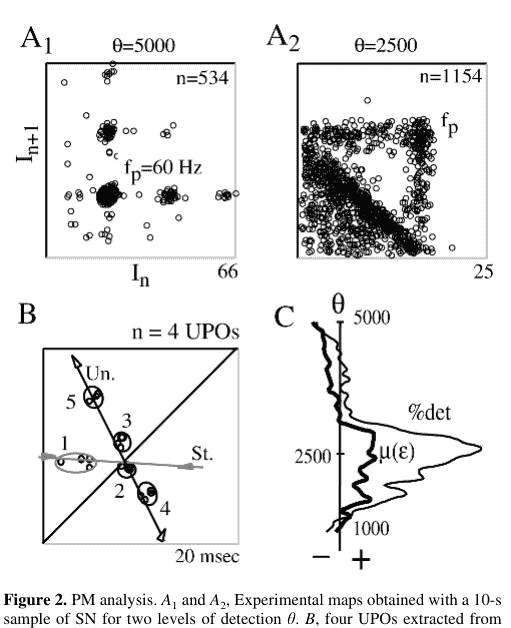 A1
θ=5000
n=534
In+1
fp=60 Hz
In
66
A2
θ=2500
n=1154
fp
25
B
n = 4 UPOs
Un.
5
3
1
St.
2
4
20 msec
C
θ
5000
%det
2500
μ(ε)
1000
− +
Figure 2. PM analysis. A1 and A2, Experimental maps obtained with a 10-s
sample of SN for two levels of detection θ. B, four UPOs extracted from